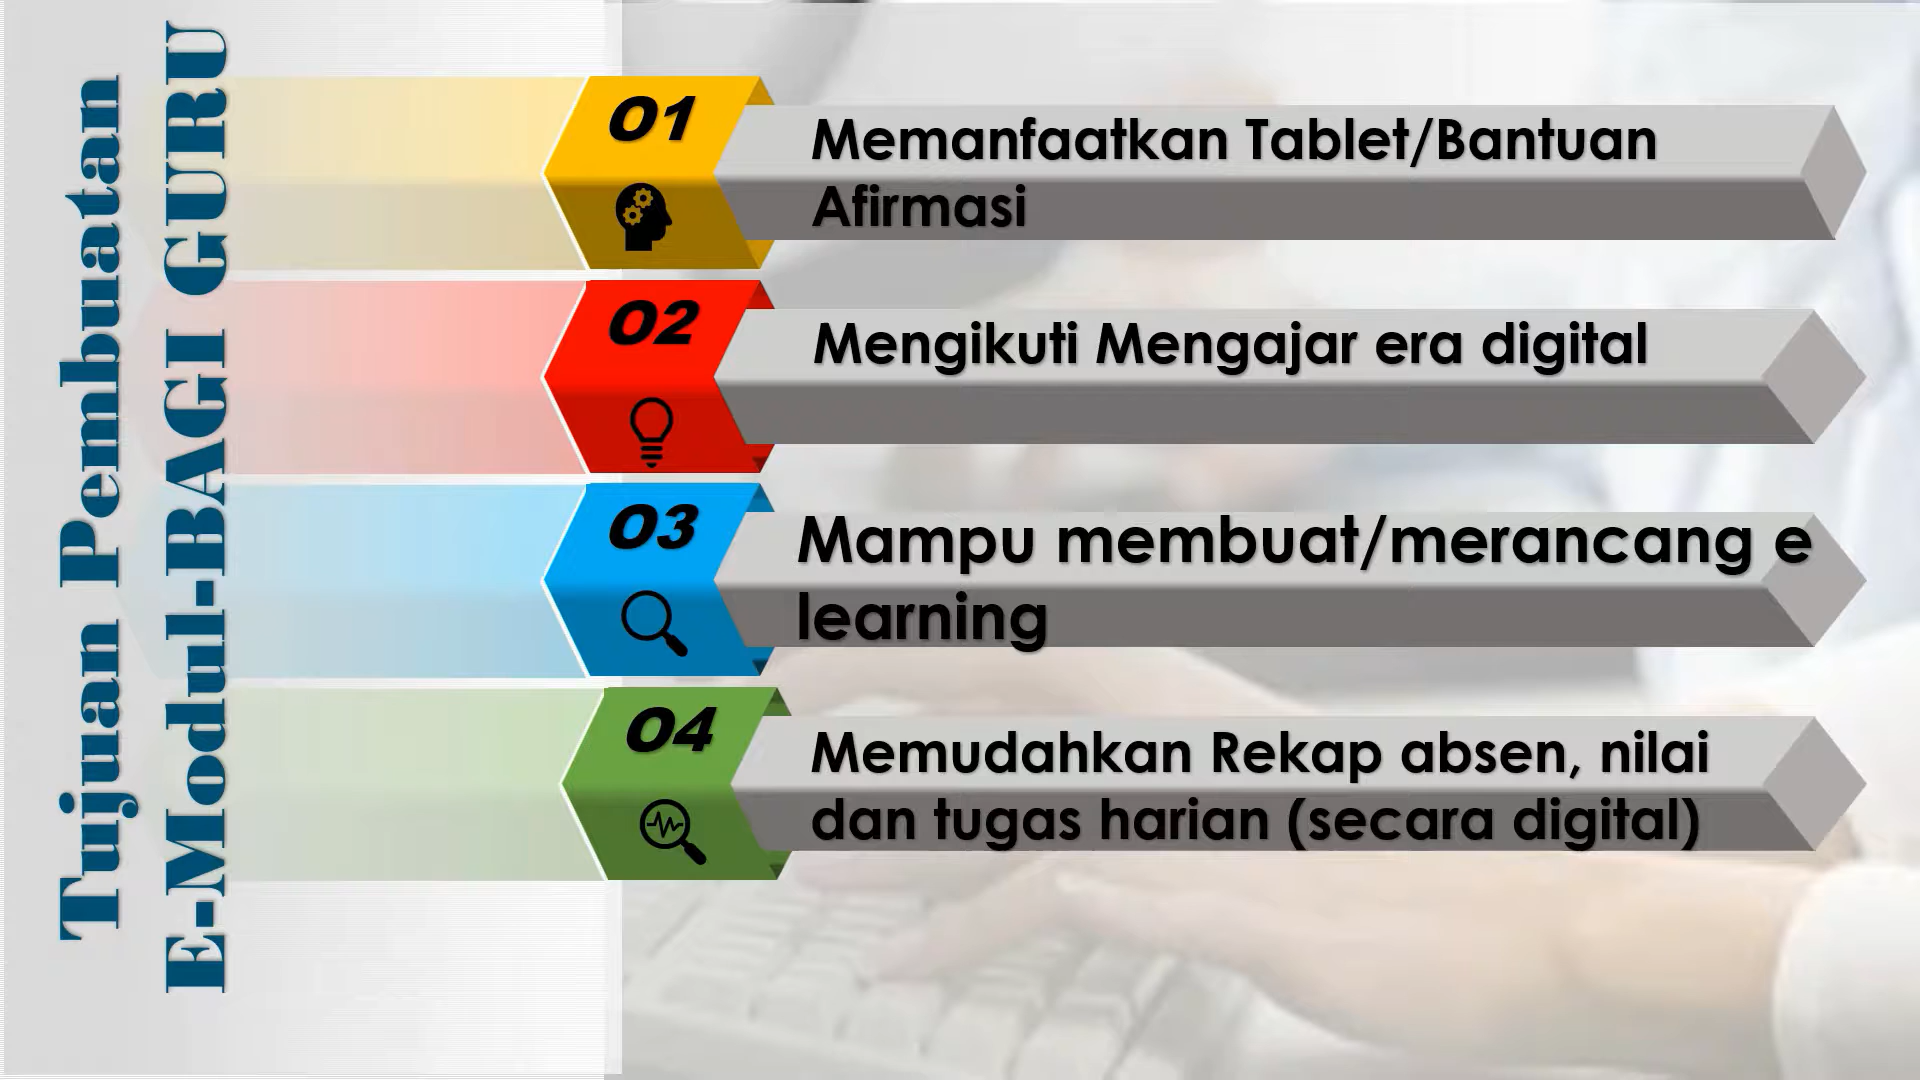 Tujuan Pembuatan
E-Modul-BAGI GURU
01
Memanfaatkan Tablet/Bantuan
Afirmasi
02
Mengikuti Mengajar era digital
03
Mampu membuat/merancang e
learning
04
Memudahkan Rekap absen, nilai
dan tugas harian (secara digital)